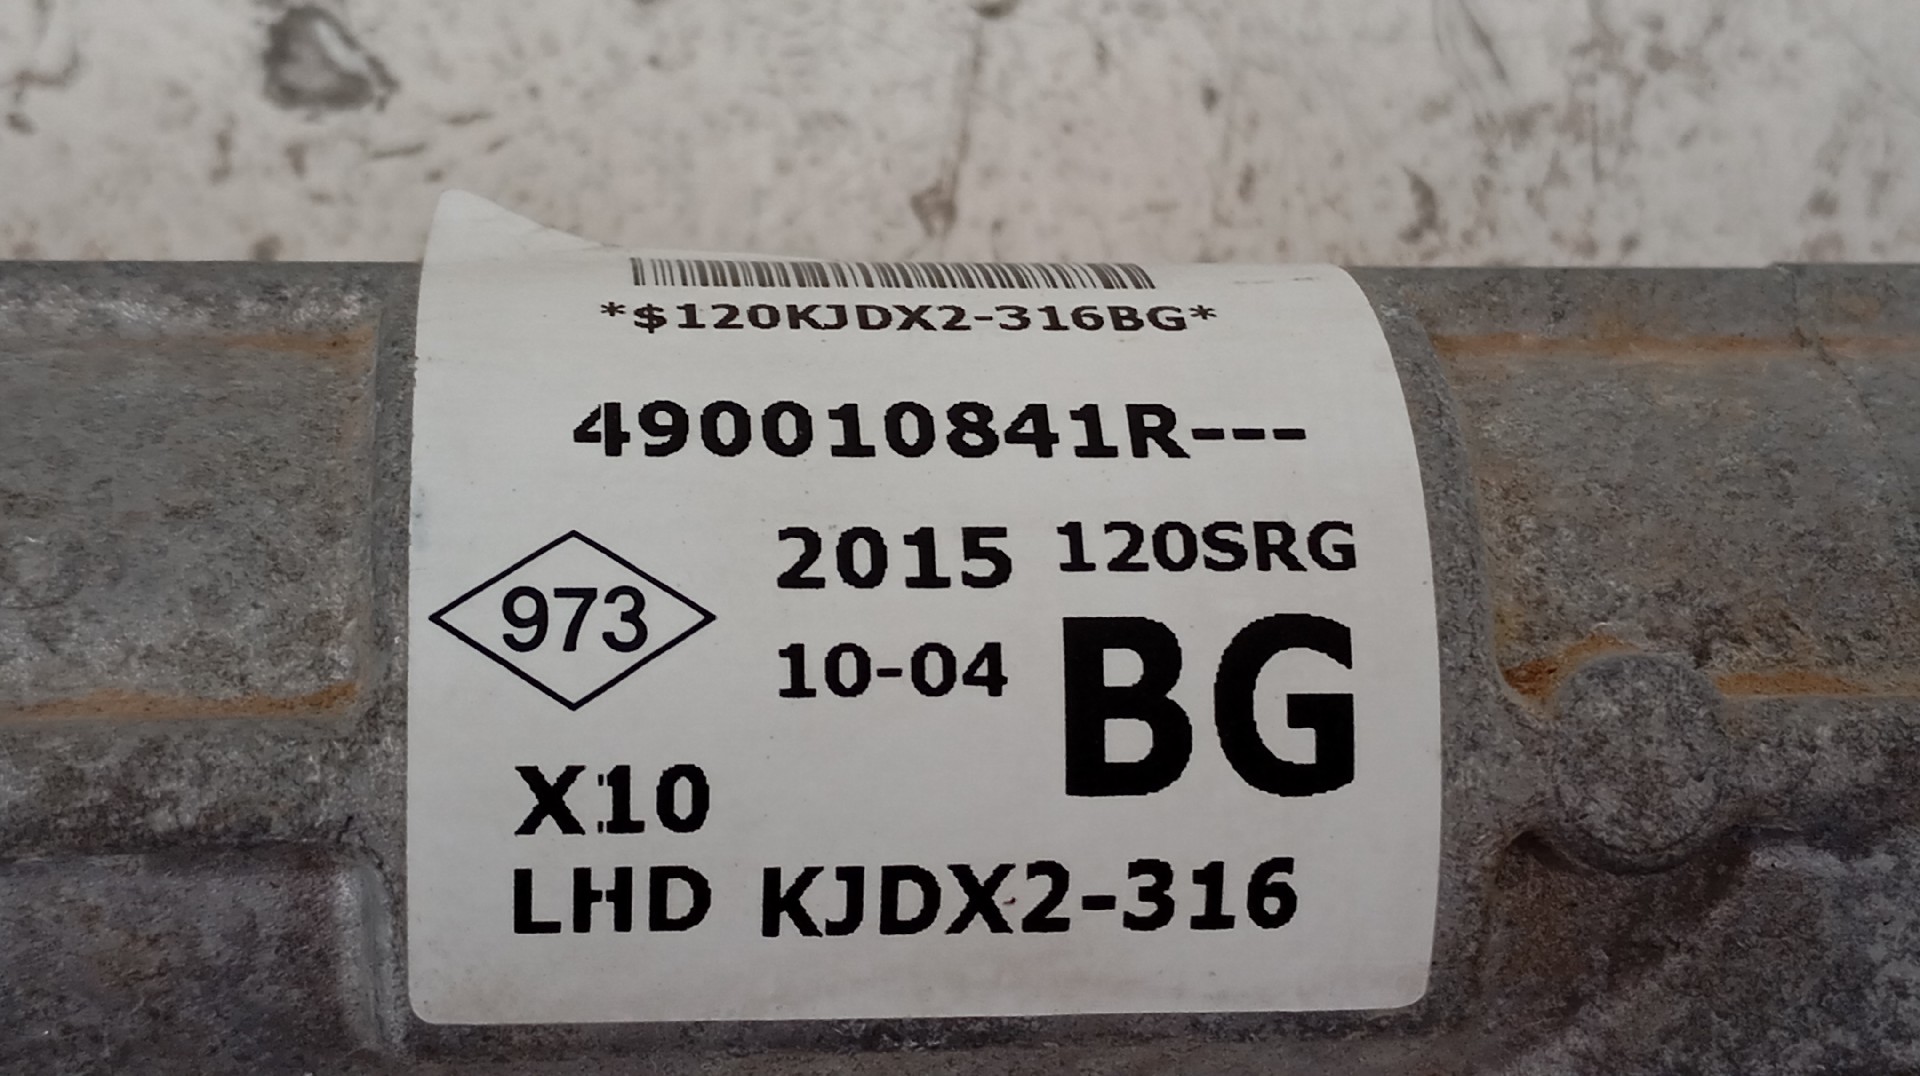 *$120KJDX2-316BG*
490010841R---
2015 120SRG
973
10-04 BG
X10
LHD KJDX2-316